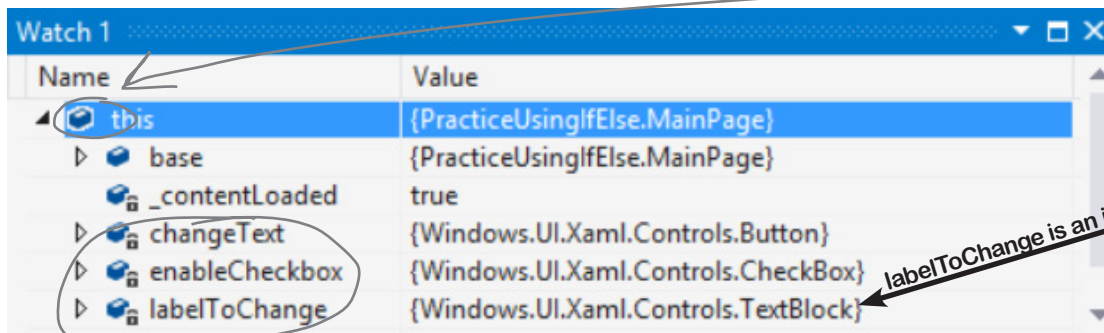 Watch 1
Name Value
this {PracticeUsingIfElse.MainPage}
base {PracticeUsingIfElse.MainPage}
_contentLoaded true
changeText {Windows.UI.Xaml.Controls.Button}
enableCheckbox {Windows.UI.Xaml.Controls.CheckBox}
labelToChange {Windows.UI.Xaml.Controls.TextBlock}
labelToChange is an